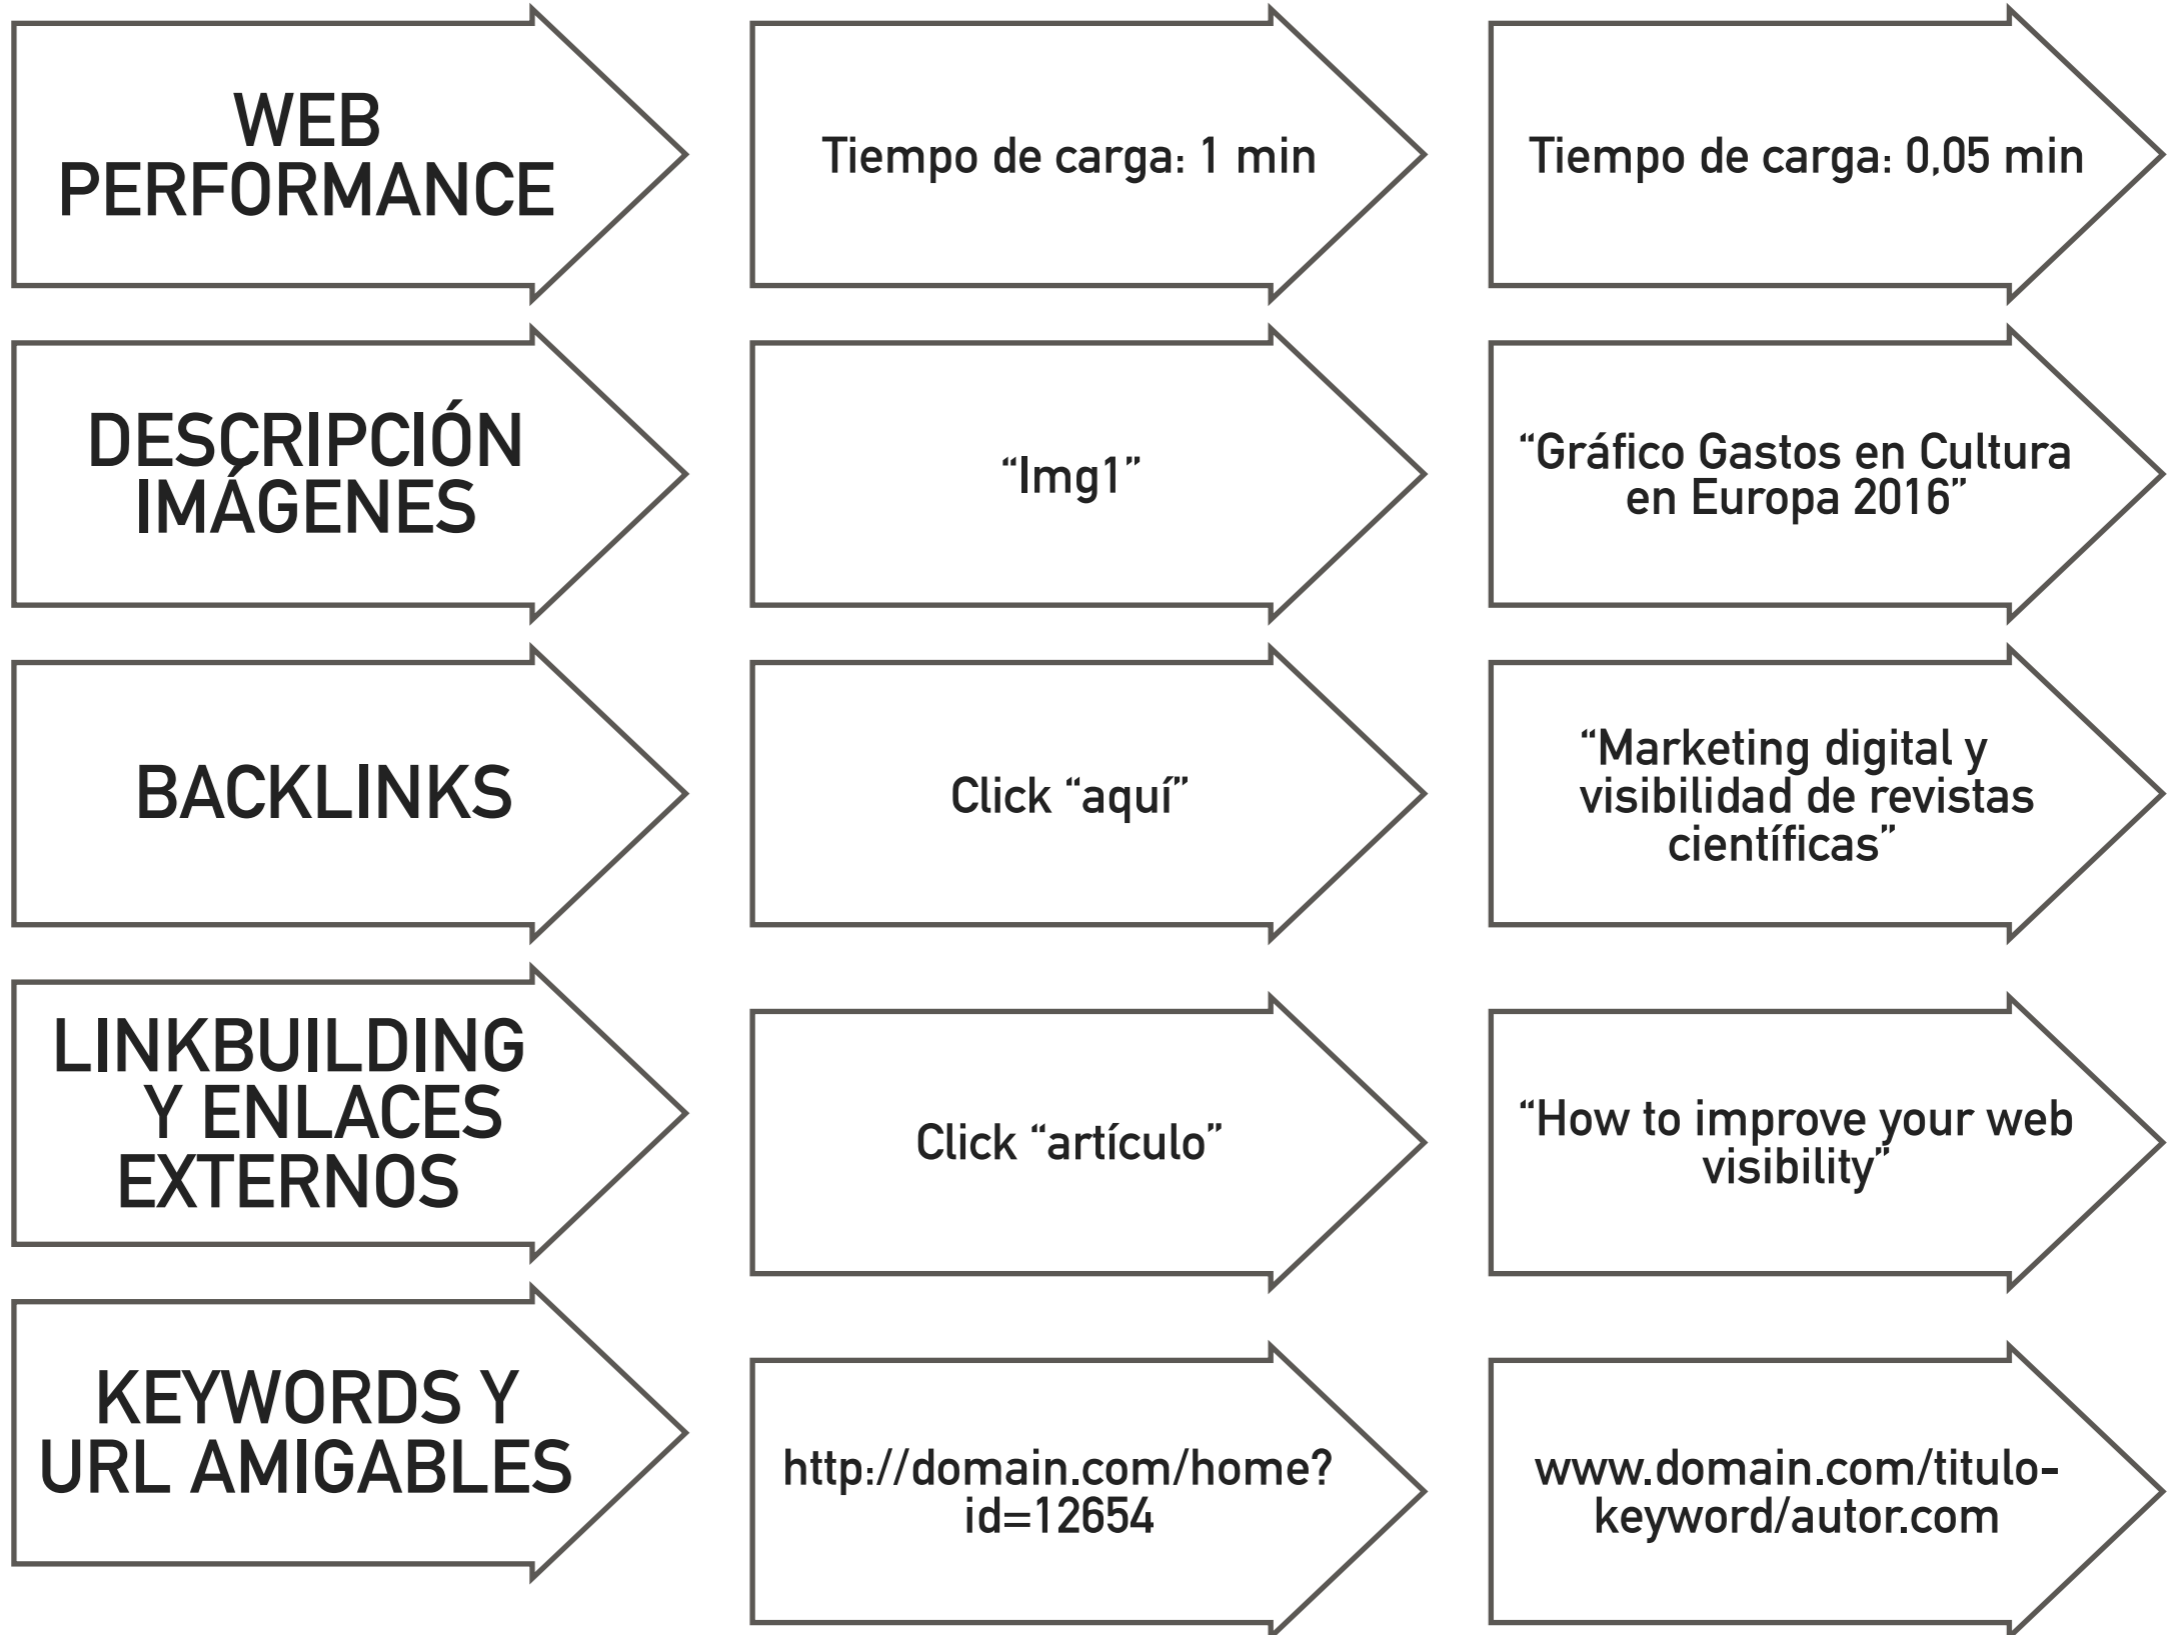 WEB
PERFORMANCE
Tiempo de carga: 1 min
Tiempo de carga: 0,05 min
DESCRIPCIÓN
IMÁGENES
“Img1”
“Gráfico Gastos en Cultura
en Europa 2016”
BACKLINKS
Click “aquí”
“Marketing digital y
visibilidad de revistas
científicas”
LINKBUILDING
Y ENLACES
EXTERNOS
Click “artículo”
“How to improve your web
visibility”
KEYWORDS Y
URL AMIGABLES
http://domain.com/home?
id=12654
www.domain.com/titulo-
keyword/autor.com